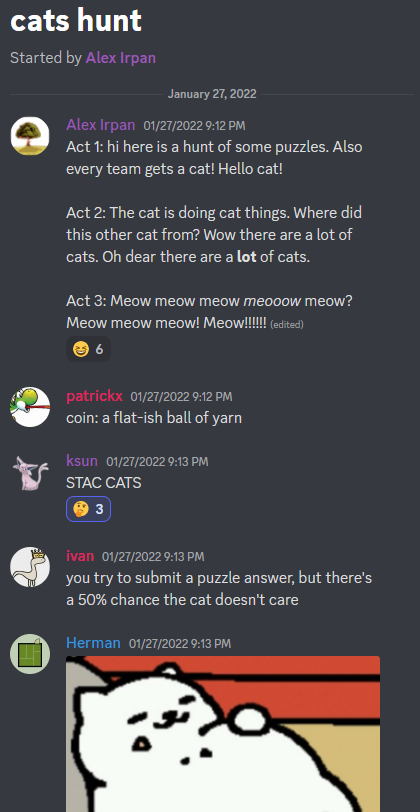 cats hunt
Started by Alex Irpan
January 27, 2022
Alex Irpan 01/27/2022 9:12 PM
Act 1: hi here is a hunt of some puzzles. Also
every team gets a cat! Hello cat!
Act 2: The cat is doing cat things. Where did
this other cat from? Wow there are a lot of
cats. Oh dear there are a lot of cats.
Act 3: Meow meow meow meooow meow?
Meow meow meow! Meow!!!!!! (edited)
6
patrickx 01/27/2022 9:12 PM
coin: a flat-ish ball of yarn
ksun 01/27/2022 9:13 PM
STAC CATS
3
ivan 01/27/2022 9:13 PM
you try to submit a puzzle answer, but there's
a 50% chance the cat doesn't care
Herman 01/27/2022 9:13 PM